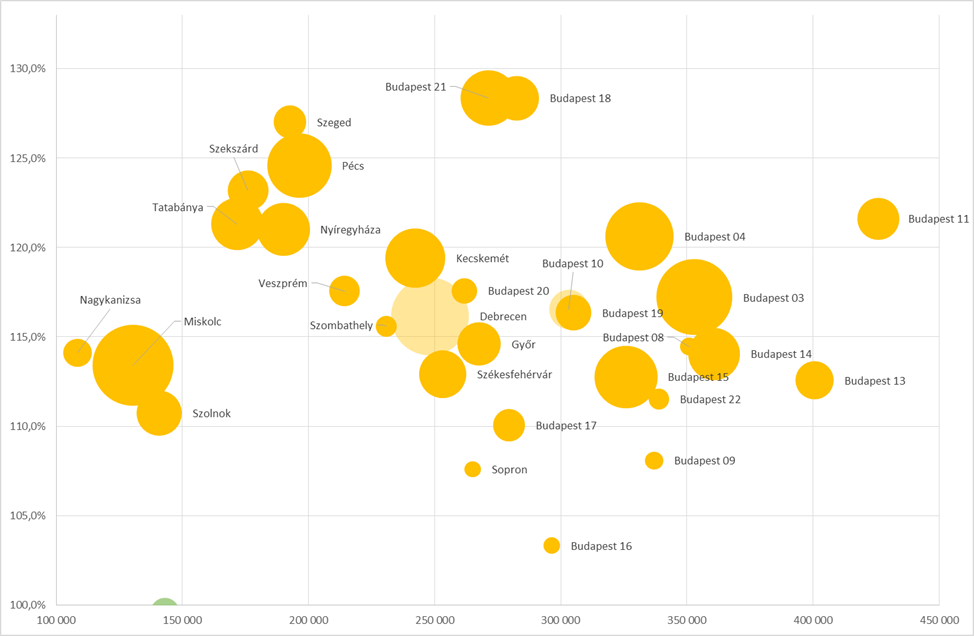 130,0%
Budapest 21
Budapest 18
Szeged
Szekszárd
125,0%
Pécs
Tatabánya
Nyíregyháza
Budapest 11
120,0%
Budapest 04
Kecskemét
Budapest 10
Veszprém
Budapest 20
Nagykanizsa
Budapest 03
Debrecen
Budapest 19
Miskolc
Szombathely
115,0%
Budapest 08
Győr
Budapest 14
Székesfehérvár
Budapest 15
Budapest 13
Budapest 22
Szolnok
110,0%
Budapest 17
Sopron
Budapest 09
105,0%
Budapest 16
100,0%
100 000
150 000
200 000
250 000
300 000
350 000
400 000
450 000